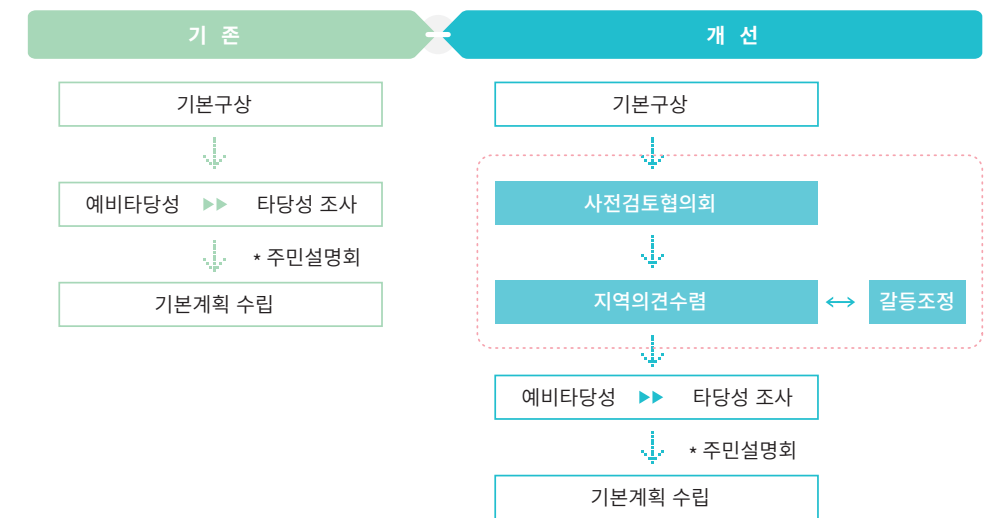 기 존
기본구상
예비타당성 ▶▶ 타당성 조사
* 주민설명회
기본계획 수립
개 선
기본구상
사전검토협의회
지역의견수렴 ↔ 갈등조정
예비타당성 ▶▶ 타당성 조사
* 주민설명회
기본계획 수립